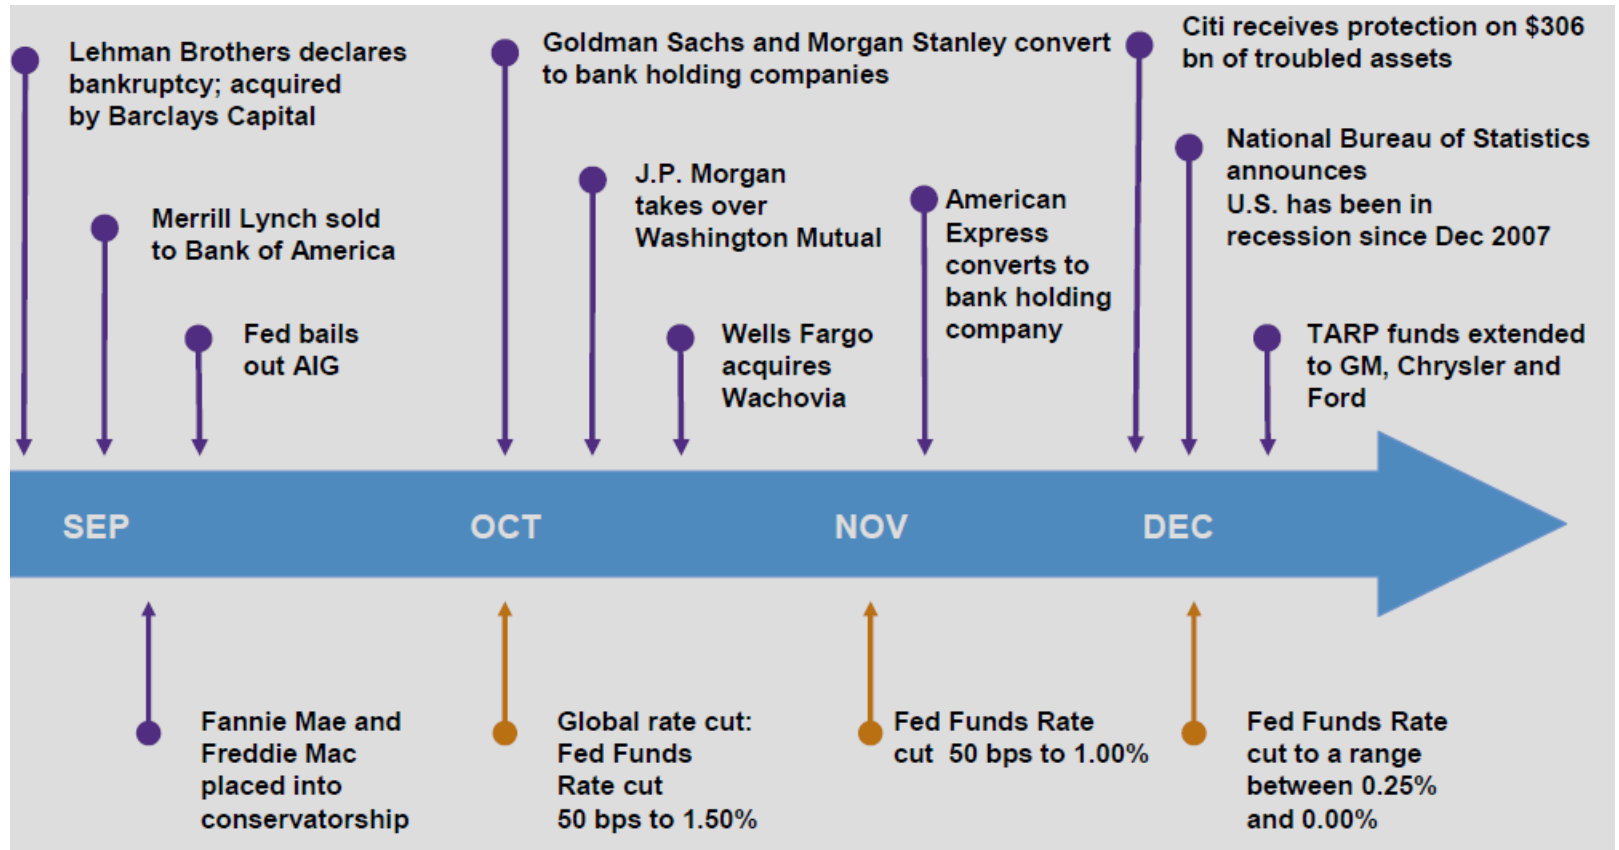 Lehman Brothers declares
bankruptcy; acquired
by Barclays Capital
Merrill Lynch sold
to Bank of America
Fed bails
out AIG
Goldman Sachs and Morgan Stanley convert
to bank holding companies
J.P. Morgan
takes over
Washington Mutual
Wells Fargo
acquires
Wachovia
American
Express
converts to
bank holding
company
Citi receives protection on $306
bn of troubled assets
National Bureau of Statistics
announces
U.S. has been in
recession since Dec 2007
TARP funds extended
to GM, Chrysler and
Ford
SEP
OCT
NOV
DEC
Fannie Mae and
Freddie Mac
placed into
conservatorship
Global rate cut:
Fed Funds
Rate cut
50 bps to 1.50%
Fed Funds Rate
cut 50 bps to 1.00%
Fed Funds Rate
cut to a range
between 0.25%
and 0.00%